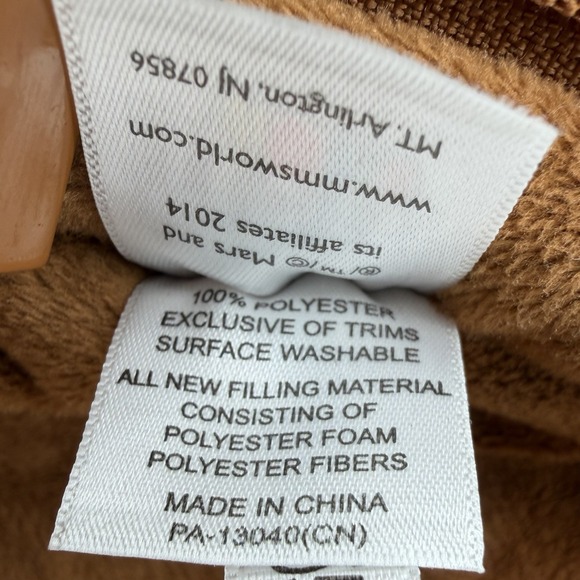 MT. Arlington, NJ 07856
www.mmsworld.com
®/™/© Mars and
its affiliates 2014
100% POLYESTER
EXCLUSIVE OF TRIMS
SURFACE WASHABLE
ALL NEW FILLING MATERIAL
CONSISTING OF
POLYESTER FOAM
POLYESTER FIBERS
MADE IN CHINA
PA-13040(CN)